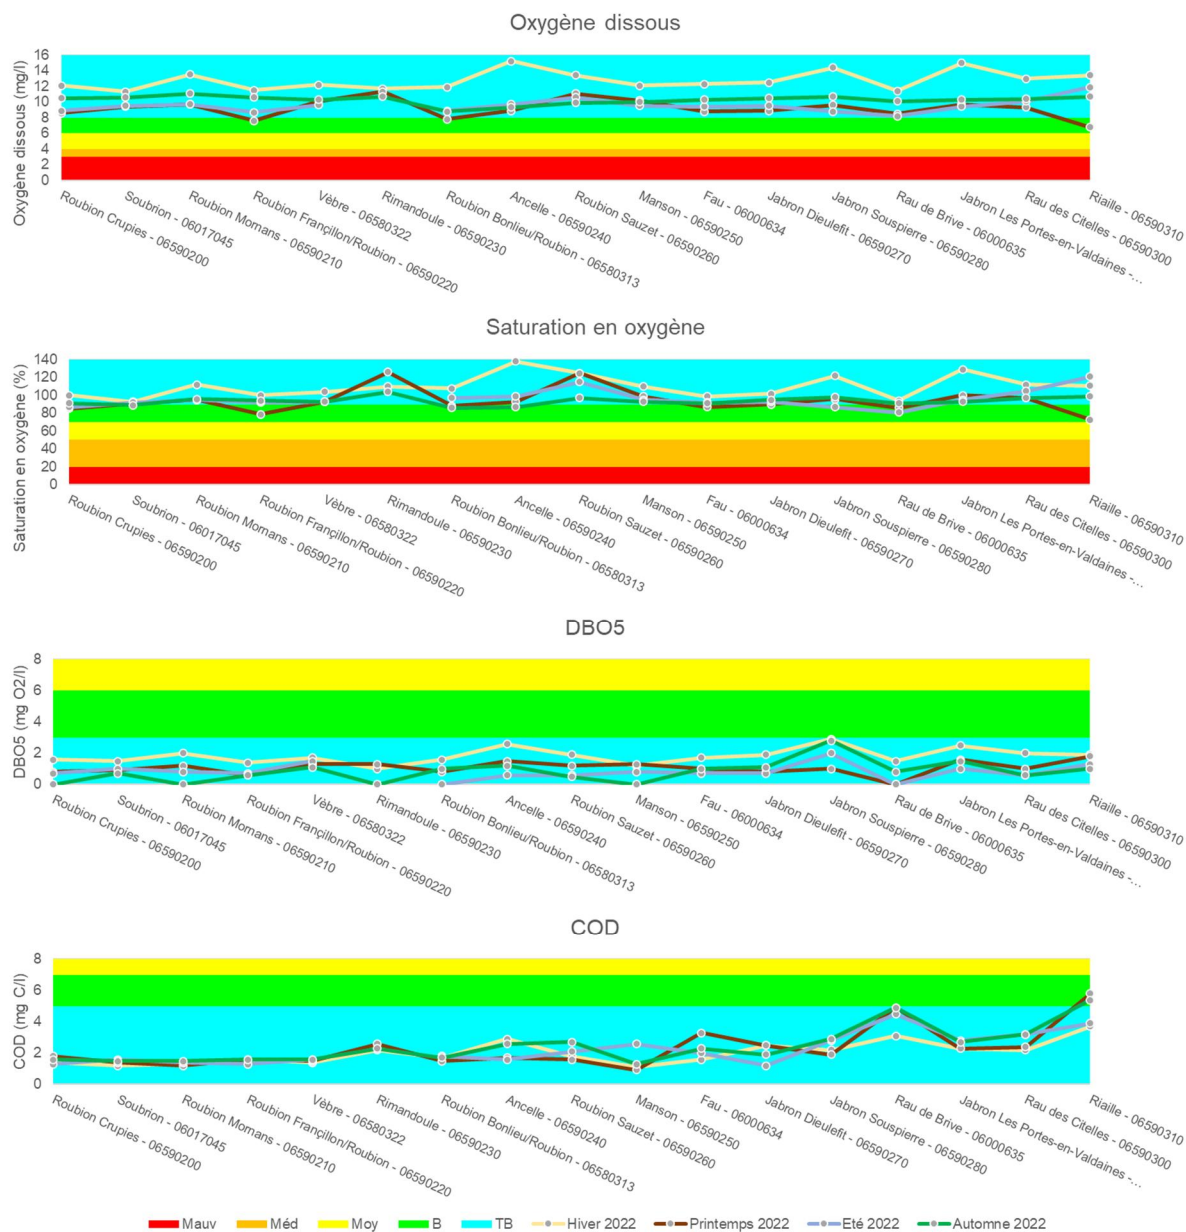 Oxygène dissous
Oxygène dissous (mg/l)
16
14
12
10
8
6
4
2
0
Roubion Crupies - 06590200
Soubrion - 06017045
Roubion Mornans - 06590210
Roubion Françillon/Roubion - 06590220
Vèbre - 06580322
Rimandoule - 06590230
Roubion Bonlieu/Roubion - 06580313
Ancelle - 06590240
Roubion Sauzet - 06590260
Manson - 06590250
Fau - 06000634
Jabron Dieulefit - 06590270
Jabron Souspierre - 06590280
Rau de Brive - 06000635
Jabron Les Portes-en-Valdaines -...
Rau des Citelles - 06590300
Riaille - 06590310
Saturation en oxygène
Saturation en oxygène (%)
140
120
100
80
60
40
20
0
Roubion Crupies - 06590200
Soubrion - 06017045
Roubion Mornans - 06590210
Roubion Françillon/Roubion - 06590220
Vèbre - 06580322
Rimandoule - 06590230
Roubion Bonlieu/Roubion - 06580313
Ancelle - 06590240
Roubion Sauzet - 06590260
Manson - 06590250
Fau - 06000634
Jabron Dieulefit - 06590270
Jabron Souspierre - 06590280
Rau de Brive - 06000635
Jabron Les Portes-en-Valdaines -...
Rau des Citelles - 06590300
Riaille - 06590310
DBO5
DBO5 (mg O2/l)
8
6
4
2
0
Roubion Crupies - 06590200
Soubrion - 06017045
Roubion Mornans - 06590210
Roubion Françillon/Roubion - 06590220
Vèbre - 06580322
Rimandoule - 06590230
Roubion Bonlieu/Roubion - 06580313
Ancelle - 06590240
Roubion Sauzet - 06590260
Manson - 06590250
Fau - 06000634
Jabron Dieulefit - 06590270
Jabron Souspierre - 06590280
Rau de Brive - 06000635
Jabron Les Portes-en-Valdaines -...
Rau des Citelles - 06590300
Riaille - 06590310
COD
COD (mg C/l)
8
6
4
2
0
Roubion Crupies - 06590200
Soubrion - 06017045
Roubion Mornans - 06590210
Roubion Françillon/Roubion - 06590220
Vèbre - 06580322
Rimandoule - 06590230
Roubion Bonlieu/Roubion - 06580313
Ancelle - 06590240
Roubion Sauzet - 06590260
Manson - 06590250
Fau - 06000634
Jabron Dieulefit - 06590270
Jabron Souspierre - 06590280
Rau de Brive - 06000635
Jabron Les Portes-en-Valdaines -...
Rau des Citelles - 06590300
Riaille - 06590310
Mauv Méd Moy B TB Hiver 2022 Printemps 2022 Eté 2022 Automne 2022